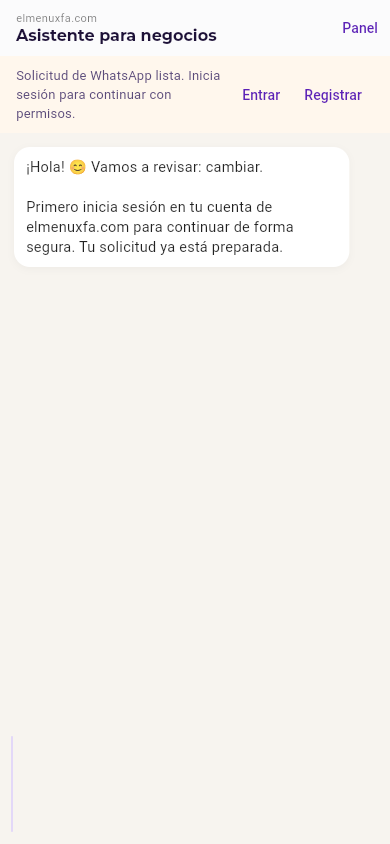 elmenuxfa.com
Asistente para negocios
Panel
Solicitud de WhatsApp lista. Inicia
sesión para continuar con
permisos.
Entrar
Registrar
¡Hola! 😊 Vamos a revisar: cambiar.
Primero inicia sesión en tu cuenta de
elmenuxfa.com para continuar de forma
segura. Tu solicitud ya está preparada.